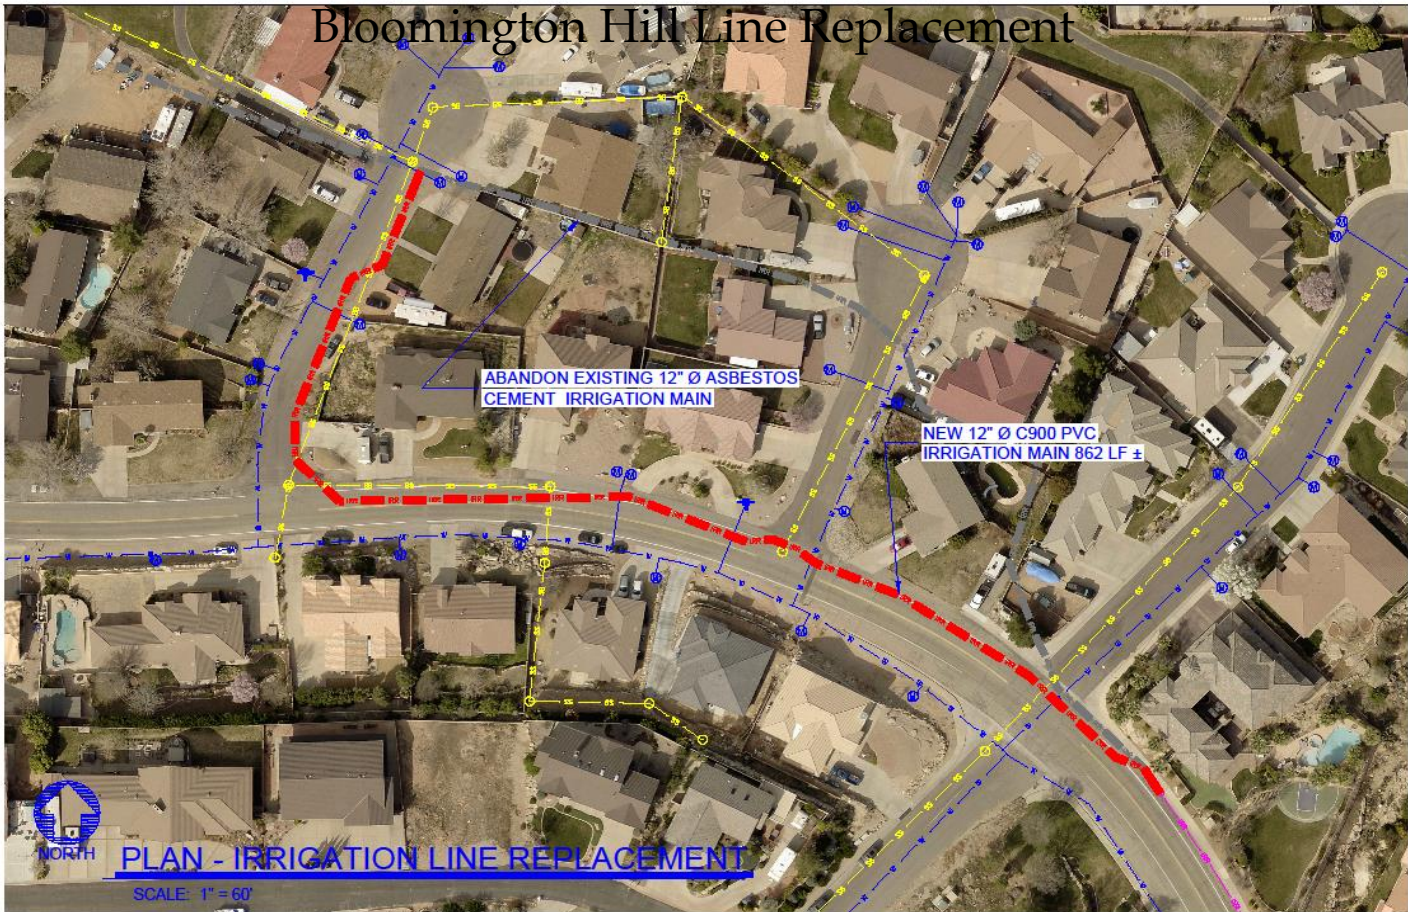 Bloomington Hill Line Replacement
ABANDON EXISTING 12" Ø ASBESTOS
CEMENT IRRIGATION MAIN
NEW 12" Ø C900 PVC
IRRIGATION MAIN 862 LF ±
NORTH
PLAN - IRRIGATION LINE REPLACEMENT
SCALE: 1" = 60'